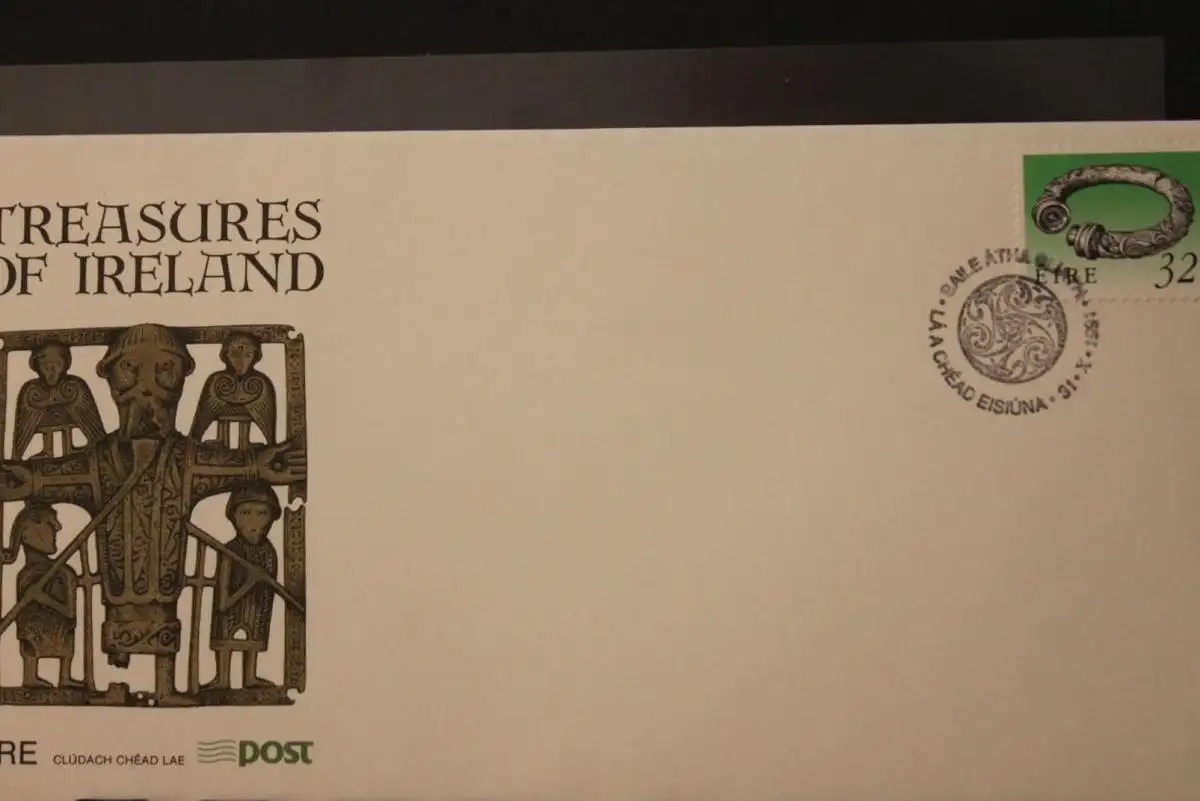 TREASURES
OF IRELAND
ÉIRE 32
BAILE ÁTHA CLIATH • 31 • X • 1991 • LÁ A CHÉAD EISIÚNA •
RE CLÚDACH CHÉAD LAE post